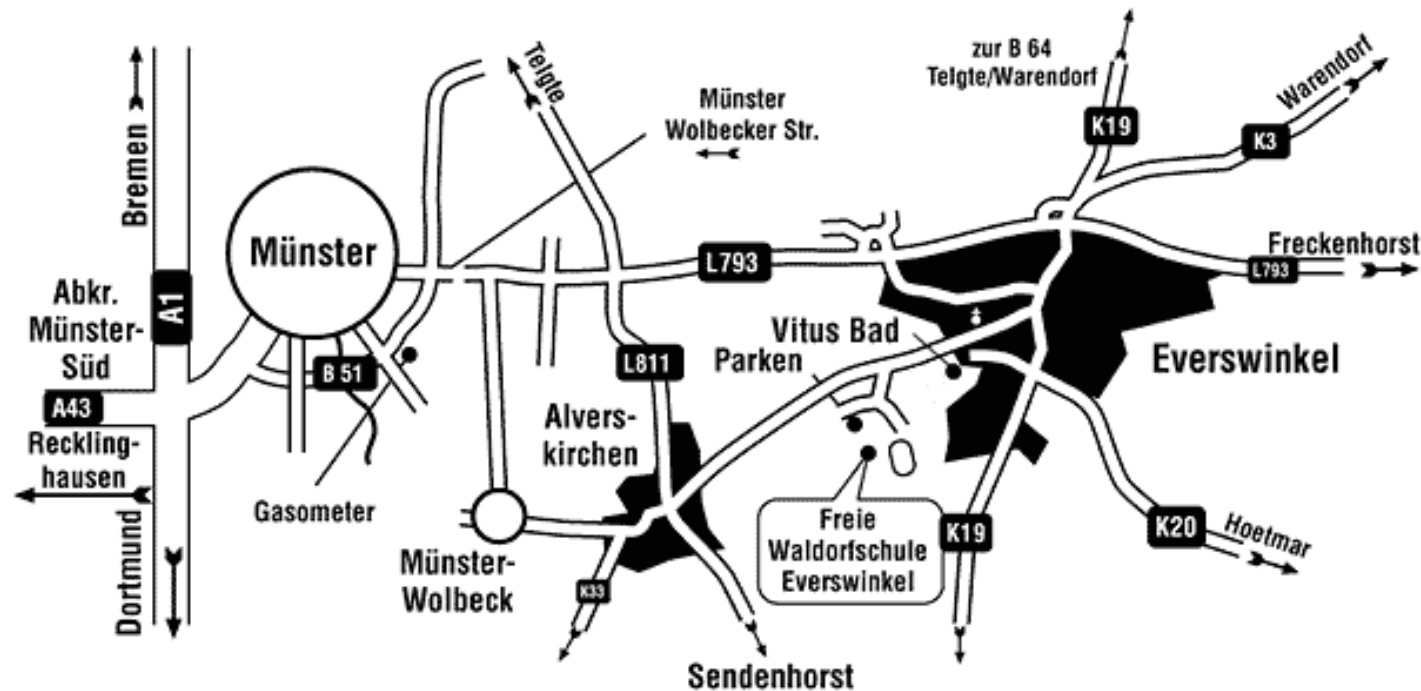 zur B 64
Telgte/Warendorf
Telgte
Warendorf
Münster
Wolbecker Str.
K19
K3
Bremen
Münster
L793
Freckenhorst
L793
A1
Abkr.
Münster-
Süd
Vitus Bad
Parken
Everswinkel
B 51
L811
A43
Reckling-
hausen
Alvers-
kirchen
Gasometer
Dortmund
Freie
Waldorfschule
Everswinkel
K19
K20
Hoetmar
Münster-
Wolbeck
K33
Sendenhorst